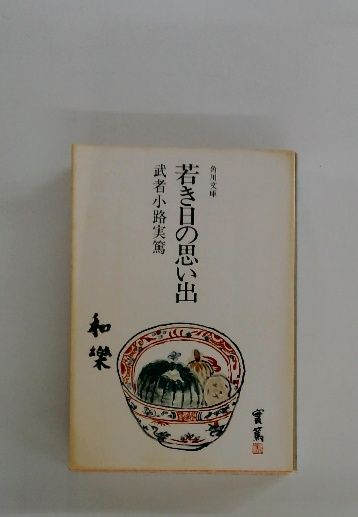 角川文庫
若き日の思い出
武者小路実篤
和樂
實篤